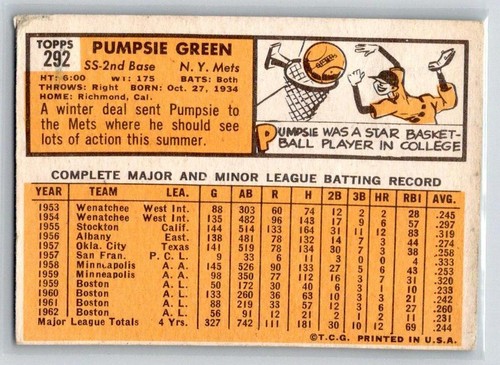 TOPPS
292
PUMPSIE GREEN
SS-2nd Base N. Y. Mets
HT: 6:00 WT: 175 BATS: Both
THROWS: Right BORN: Oct. 27, 1934
HOME: Richmond, Cal.
A winter deal sent Pumpsie to
the Mets where he should see
lots of action this summer.
PUMPSIE WAS A STAR BASKET-
BALL PLAYER IN COLLEGE
COMPLETE MAJOR AND MINOR LEAGUE BATTING RECORD
YEAR TEAM LEA. G AB R H 2B 3B HR RBI AVG.
1953 Wenatchee West Int. 88 303 60 74 12 2 2 28 .245
1954 Wenatchee West Int. 135 482 96 143 17 9 6 57 .297
1955 Stockton Calif. 144 514 133 164 31 6 12 83 .319
1956 Albany East. 138 481 78 132 14 7 3 44 .274
1957 Okla. City Texas 141 519 78 134 30 7 3 38 .258
1957 San Fran. P. C. L. 9 33 6 11 3 0 0 4 .333
1958 Minneapolis A. A. 145 526 90 133 27 5 6 43 .253
1959 Minneapolis A. A. 98 350 77 112 16 3 7 31 .320
1959 Boston A. L. 50 172 30 40 6 3 1 10 .233
1960 Boston A. L. 133 260 36 63 10 3 3 21 .242
1961 Boston A. L. 88 219 33 57 12 3 6 27 .260
1962 Boston A. L. 56 91 12 21 2 1 2 11 .231
Major League Totals 4 Yrs. 327 742 111 181 30 10 12 69 .244
©T.C.G. PRINTED IN U.S.A.